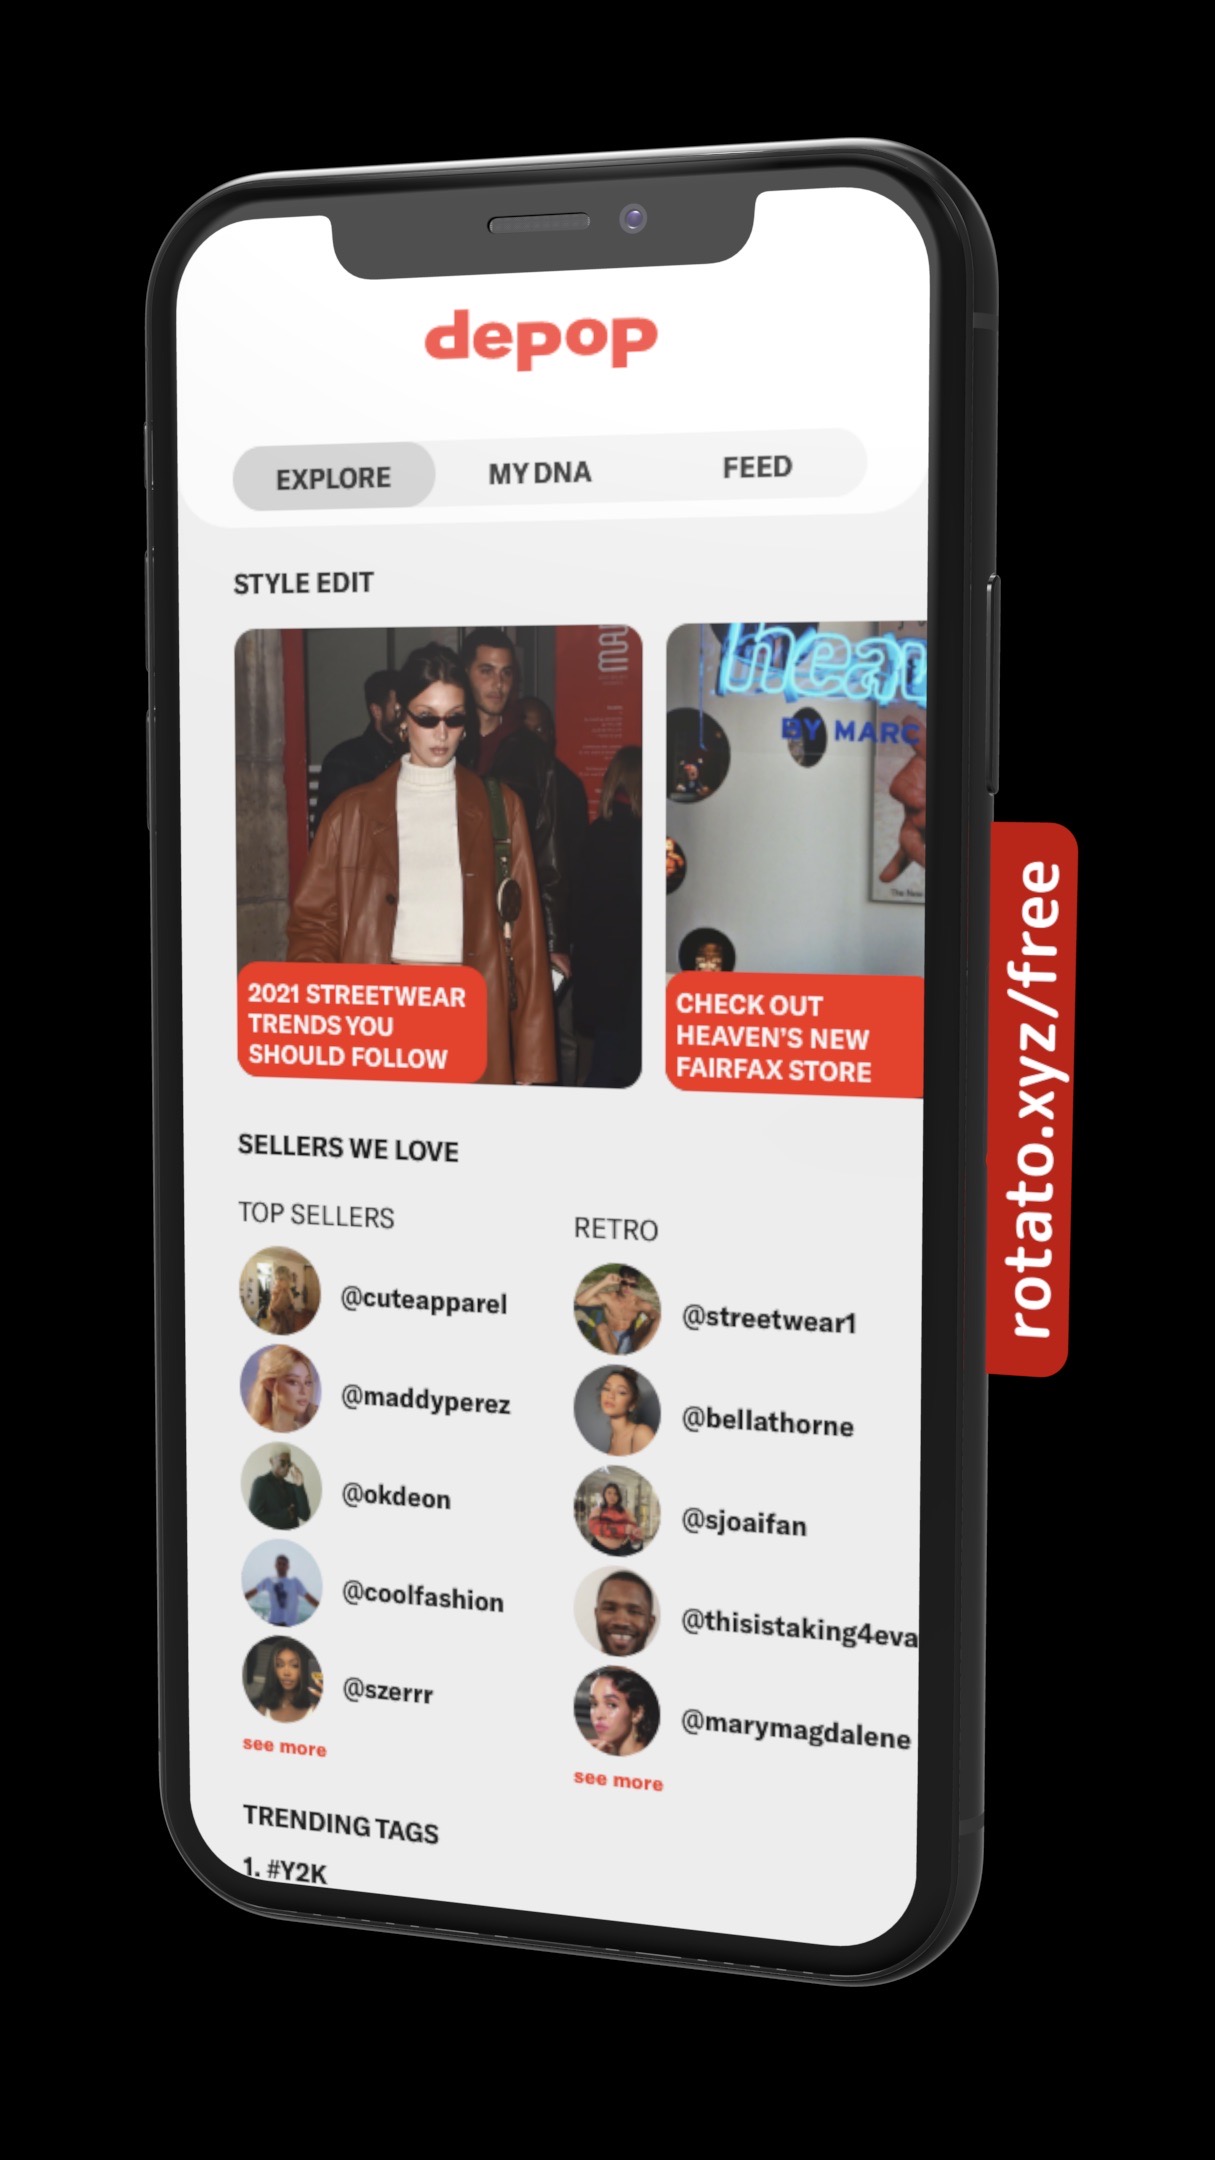 depop
EXPLORE
MY DNA
FEED
STYLE EDIT
heav
BY MARC
2021 STREETWEAR
TRENDS YOU
SHOULD FOLLOW
CHECK OUT
HEAVEN'S NEW
FAIRFAX STORE
SELLERS WE LOVE
TOP SELLERS
@cuteapparel
@maddyperez
@okdeon
@coolfashion
@szerrr
see more
RETRO
@streetwear1
@bellathorne
@sjoaifan
@thisistaking4eva
@marymagdalene
see more
TRENDING TAGS
1. #Y2K
rotato.xyz/free